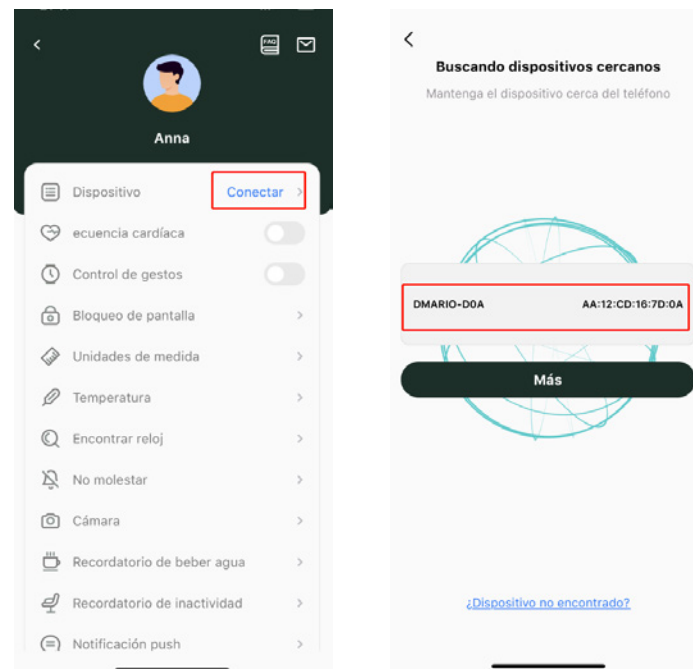 FAQ
Anna
Dispositivo Conectar
ecuencia cardíaca
Control de gestos
Bloqueo de pantalla
Unidades de medida
Temperatura
Encontrar reloj
No molestar
Cámara
Recordatorio de beber agua
Recordatorio de inactividad
Notificación push
Buscando dispositivos cercanos
Mantenga el dispositivo cerca del teléfono
DMARIO-D0A AA:12:CD:16:7D:0A
Más
¿Dispositivo no encontrado?